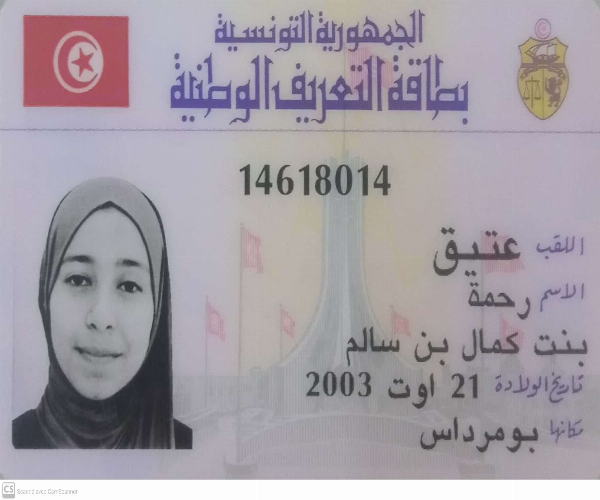 الجمهورية التونسية
بطاقة التعريف الوطنية
14618014
اللقب عتيق
الاسم رحمة
بنت كمال بن سالم
تاريخ الولادة 21 اوت 2003
مكانها بومرداس
CS Scanned with CamScanner